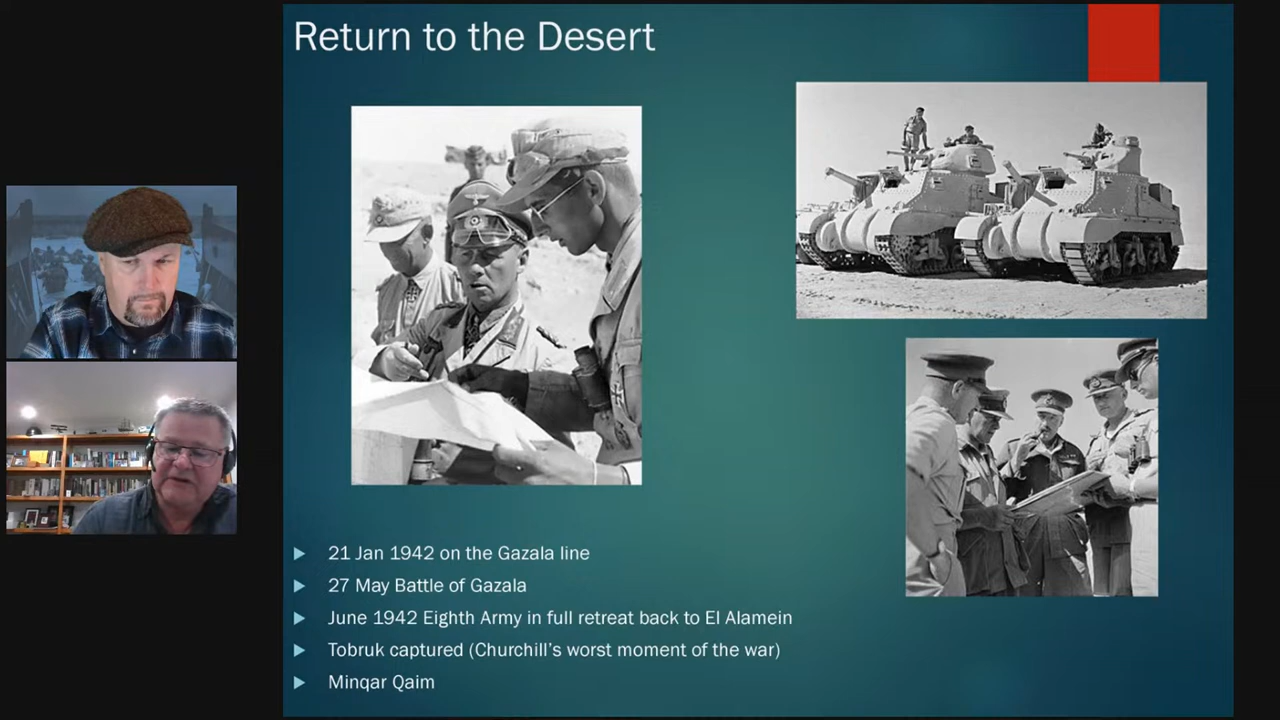 Return to the Desert
21 Jan 1942 on the Gazala line
27 May Battle of Gazala
June 1942 Eighth Army in full retreat back to El Alamein
Tobruk captured (Churchill's worst moment of the war)
Minqar Qaim